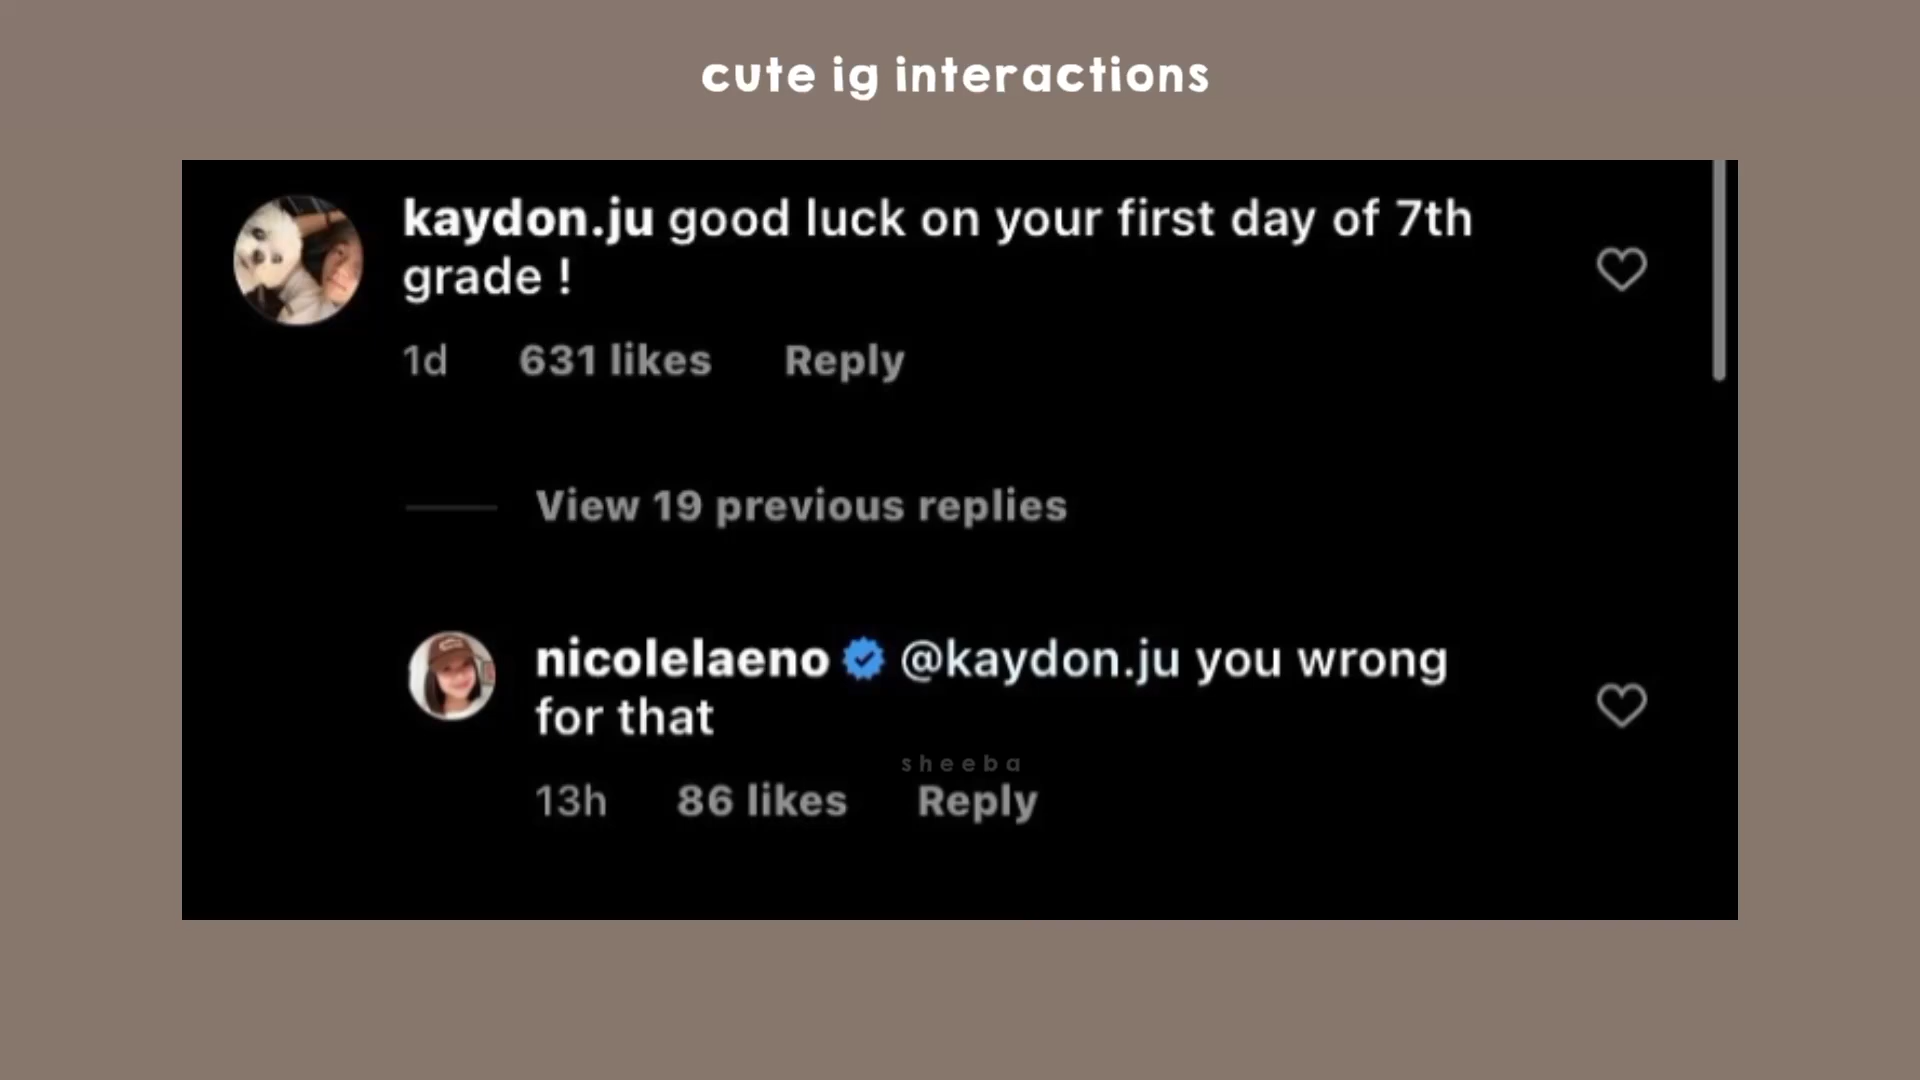 cute ig interactions
kaydon.ju good luck on your first day of 7th
grade !
1d 631 likes Reply
View 19 previous replies
nicolelaeno @kaydon.ju you wrong
for that
sheeba
13h 86 likes Reply